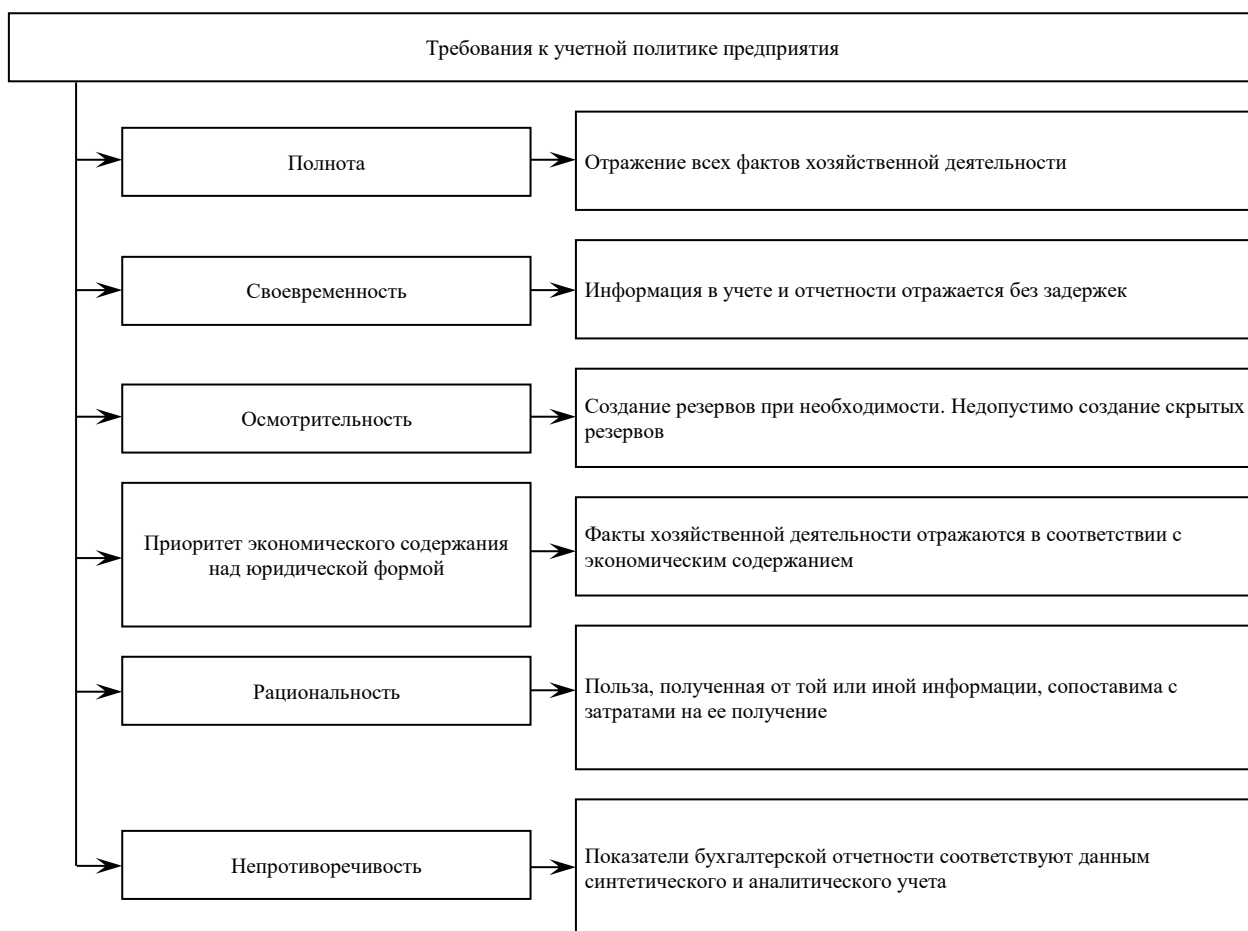 Требования к учетной политике предприятия
Полнота
Отражение всех фактов хозяйственной деятельности
Своевременность
Информация в учете и отчетности отражается без задержек
Осмотрительность
Создание резервов при необходимости. Недопустимо создание скрытых
резервов
Приоритет экономического содержания
над юридической формой
Факты хозяйственной деятельности отражаются в соответствии с
экономическим содержанием
Рациональность
Польза, полученная от той или иной информации, сопоставима с
затратами на ее получение
Непротиворечивость
Показатели бухгалтерской отчетности соответствуют данным
синтетического и аналитического учета